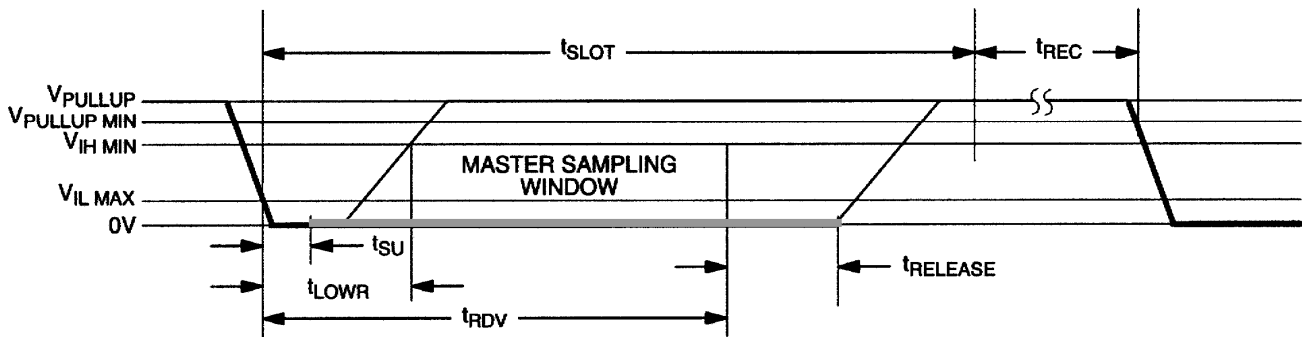 tSLOT
tREC
VPULLUP
VPULLUP MIN
VIH MIN
MASTER SAMPLING
WINDOW
VIL MAX
0V
tSU
tRELEASE
tLOWR
tRDV